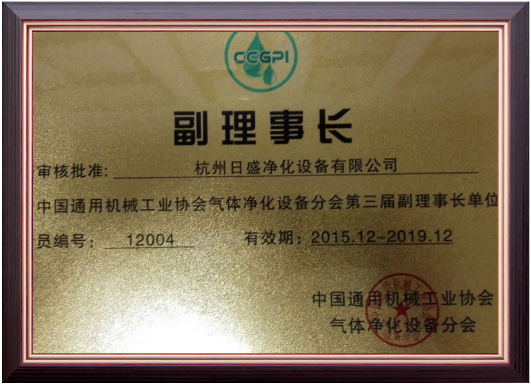 CCGPI
副理事长
审核批准：杭州日盛净化设备有限公司
中国通用机械工业协会气体净化设备分会第三届副理事长单位
员编号：12004 有效期：2015.12~2019.12
中国通用机械工业协会
气体净化设备分会